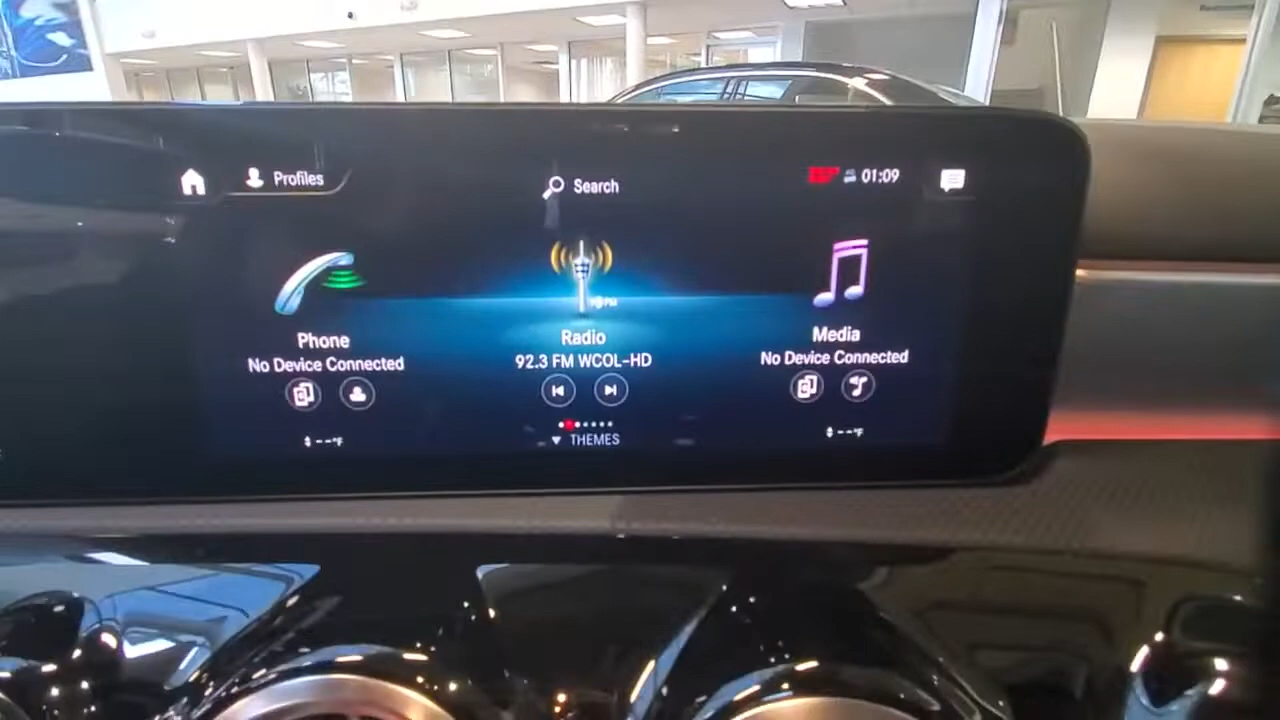 Profiles
Search
01:09
Phone
No Device Connected
Radio
92.3 FM WCOL-HD
Media
No Device Connected
--°F
THEMES
--°F